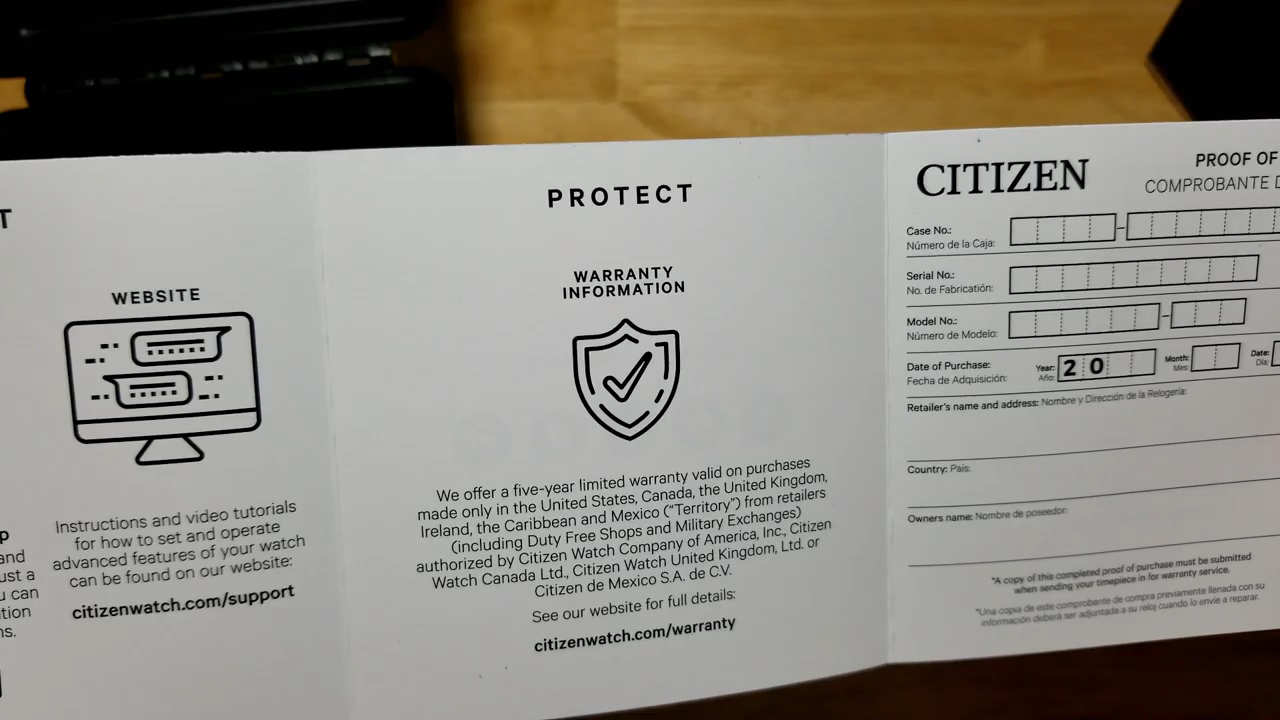 T
WEBSITE
Instructions and video tutorials
for how to set and operate
advanced features of your watch
can be found on our website:
citizenwatch.com/support
p
and
ust a
u can
tion
ns.
PROTECT
WARRANTY
INFORMATION
We offer a five-year limited warranty valid on purchases
made only in the United States, Canada, the United Kingdom,
Ireland, the Caribbean and Mexico (“Territory”) from retailers
(including Duty Free Shops and Military Exchanges)
authorized by Citizen Watch Company of America, Inc., Citizen
Watch Canada Ltd., Citizen Watch United Kingdom, Ltd. or
Citizen de Mexico S.A. de C.V.
See our website for full details:
citizenwatch.com/warranty
CITIZEN
PROOF OF
COMPROBANTE D
Case No.:
Número de la Caja:
Serial No.:
No. de Fabricatión:
Model No.:
Número de Modelo:
Date of Purchase:
Fecha de Adquisición:
Year: 20
Año:
Month:
Mes:
Date:
Día:
Retailer's name and address: Nombre y Dirección de la Relogería:
Country: País:
Owners name: Nombre de poseedor:
*A copy of this completed proof of purchase must be submitted
when sending your timepiece in for warranty service.
*Una copia de este comprobante de compra previamente llenada con su
información deberá ser adjuntada a su reloj cuando lo envíe a reparar.